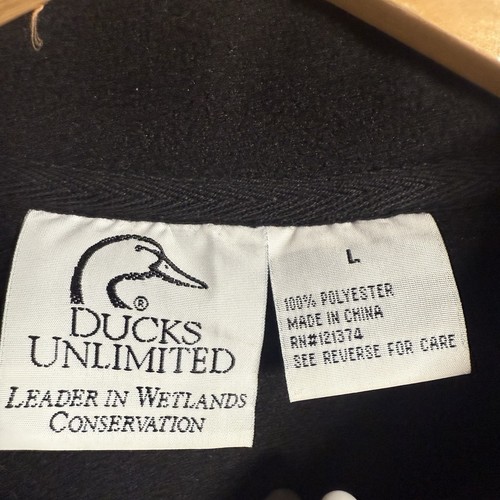 ®
DUCKS
UNLIMITED
LEADER IN WETLANDS
CONSERVATION
L
100% POLYESTER
MADE IN CHINA
RN#121374
SEE REVERSE FOR CARE